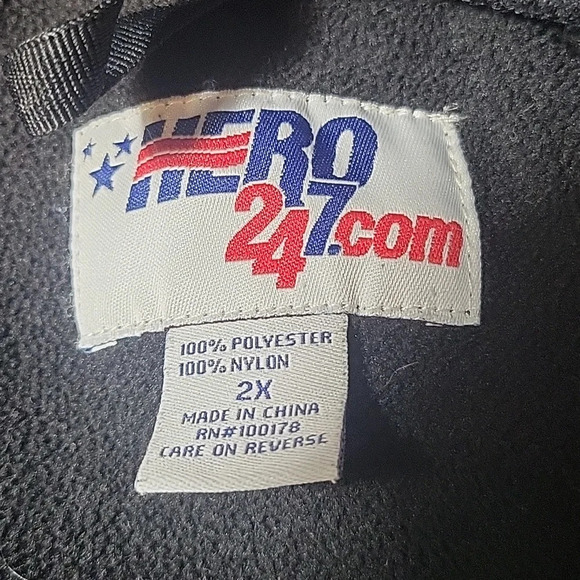 HERO
247.com
100% POLYESTER
100% NYLON
2X
MADE IN CHINA
RN#100178
CARE ON REVERSE